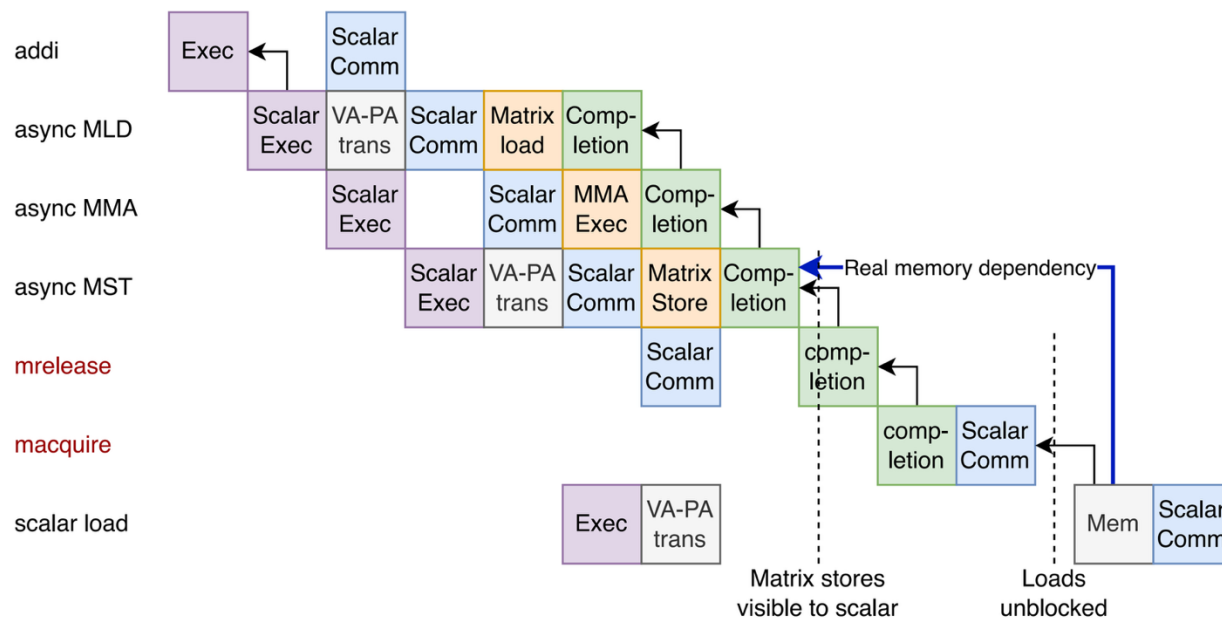 addi
Exec
Scalar
Comm
async MLD
Scalar
Exec
VA-PA
trans
Scalar
Comm
Matrix
load
Comp-
letion
async MMA
Scalar
Exec
Scalar
Comm
MMA
Exec
Comp-
letion
async MST
Scalar
Exec
VA-PA
trans
Scalar
Comm
Matrix
Store
Comp-
letion
Real memory dependency
mrelease
Scalar
Comm
comp-
letion
macquire
comp-
letion
Scalar
Comm
scalar load
Exec
VA-PA
trans
Mem
Scalar
Comm
Matrix stores
visible to scalar
Loads
unblocked